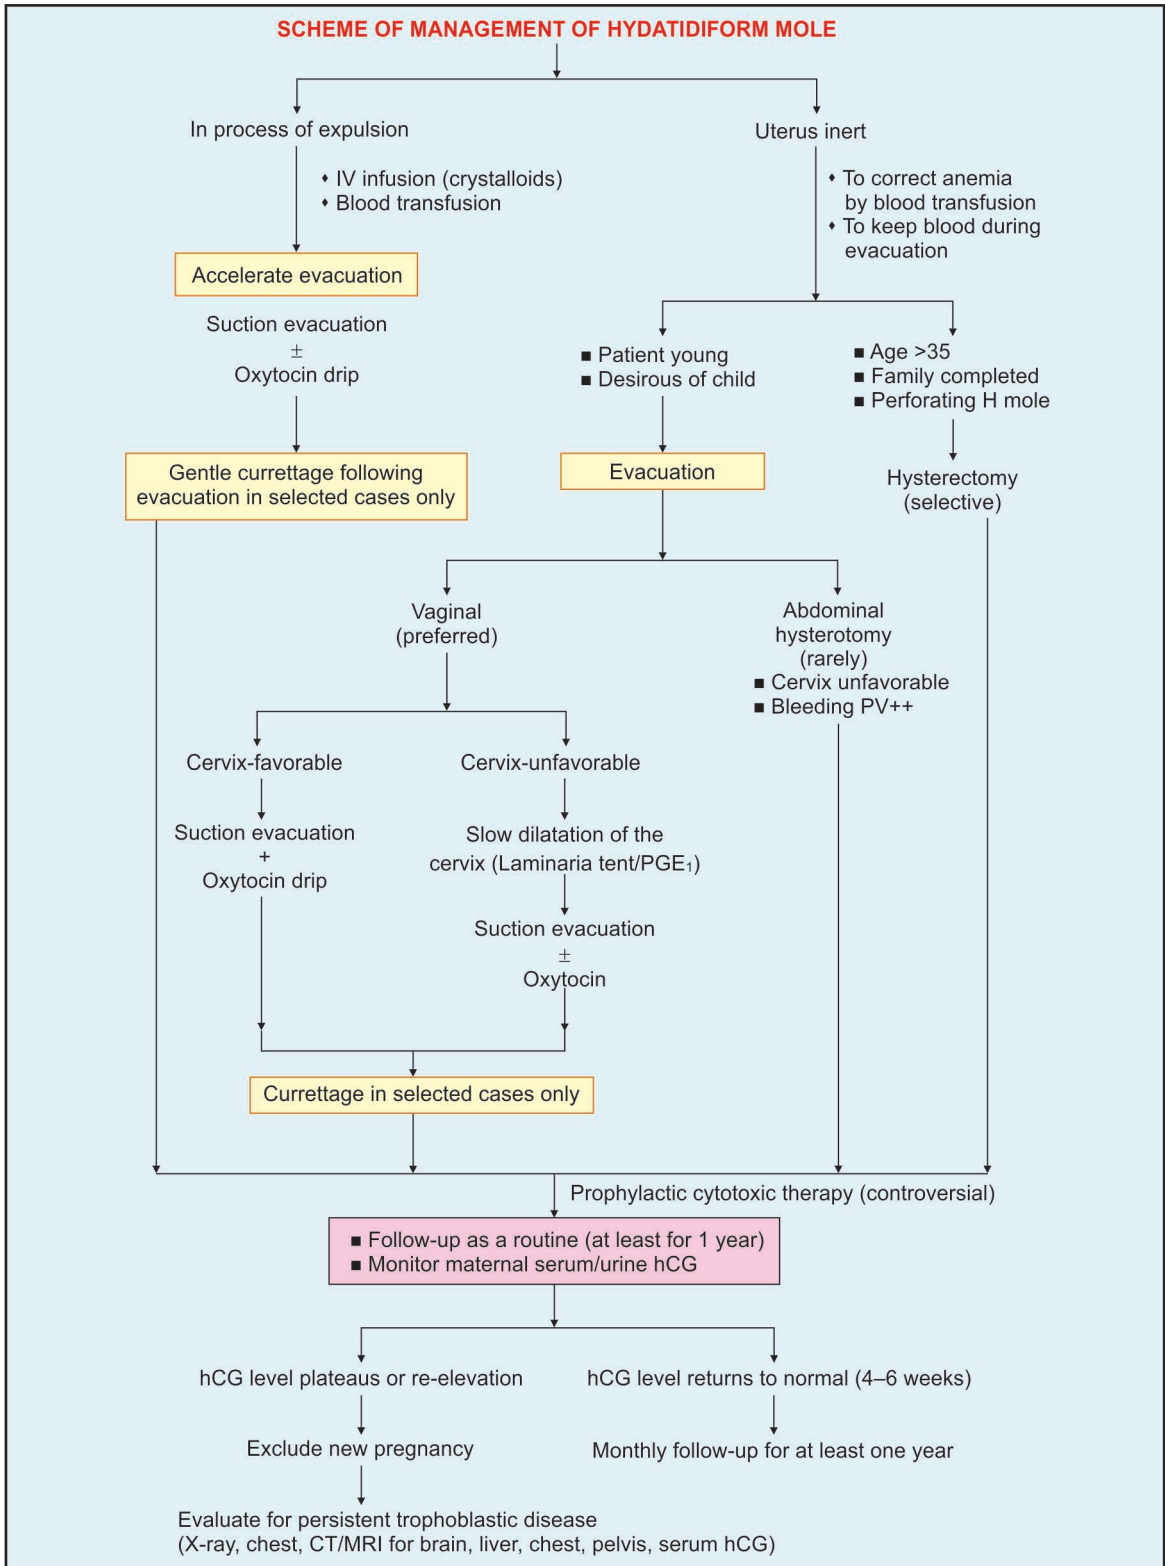 SCHEME OF MANAGEMENT OF HYDATIDIFORM MOLE
In process of expulsion
♦ IV infusion (crystalloids)
♦ Blood transfusion
Accelerate evacuation
Suction evacuation
±
Oxytocin drip
Gentle currettage following
evacuation in selected cases only
Uterus inert
♦ To correct anemia
by blood transfusion
♦ To keep blood during
evacuation
■ Patient young
■ Desirous of child
Evacuation
■ Age >35
■ Family completed
■ Perforating H mole
Hysterectomy
(selective)
Vaginal
(preferred)
Abdominal
hysterotomy
(rarely)
■ Cervix unfavorable
■ Bleeding PV++
Cervix-favorable
Suction evacuation
+
Oxytocin drip
Cervix-unfavorable
Slow dilatation of the
cervix (Laminaria tent/PGE₁)
Suction evacuation
±
Oxytocin
Currettage in selected cases only
Prophylactic cytotoxic therapy (controversial)
■ Follow-up as a routine (at least for 1 year)
■ Monitor maternal serum/urine hCG
hCG level plateaus or re-elevation
Exclude new pregnancy
Evaluate for persistent trophoblastic disease
(X-ray, chest, CT/MRI for brain, liver, chest, pelvis, serum hCG)
hCG level returns to normal (4–6 weeks)
Monthly follow-up for at least one year